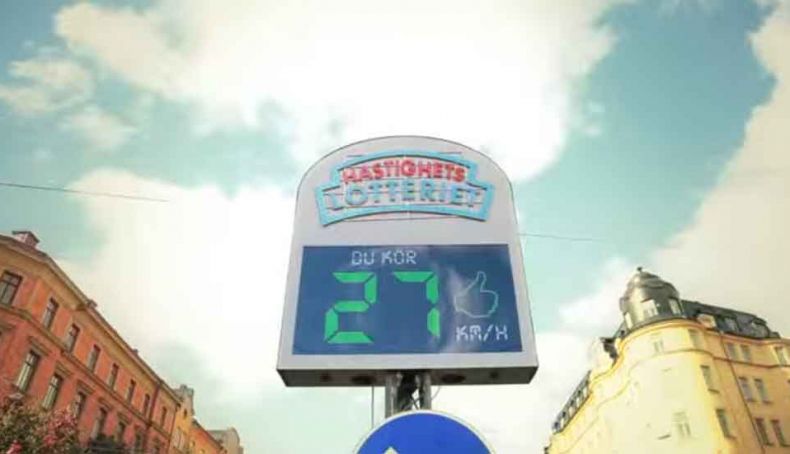 HASTIGHETS
LOTTERIET
DU KÖR
27
KM/H